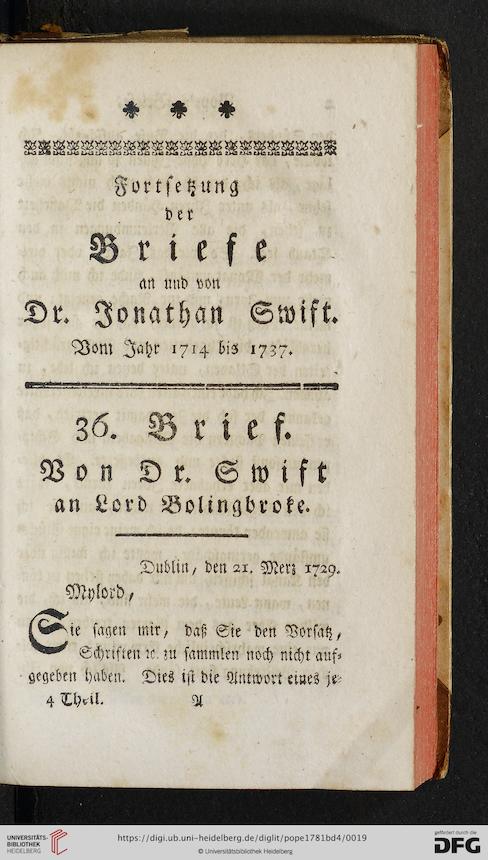 Fortsetzung
der
Briefe
an und von
Dr. Jonathan Swift.
Vom Jahr 1714 bis 1737.
36. Brief.
Von Dr. Swift
an Lord Bolingbroke.
Dublin, den 21. Merz 1729.
Mylord,
Sie sagen mir, daß Sie den Vorsatz,
Schriften ꝛc. zu sammlen noch nicht auf-
gegeben haben. Dies ist die Antwort eines je-
4 Theil. A
UNIVERSITÄTS-
BIBLIOTHEK
HEIDELBERG
https://digi.ub.uni-heidelberg.de/diglit/pope1781bd4/0019
© Universitätsbibliothek Heidelberg
gefördert durch die
DFG